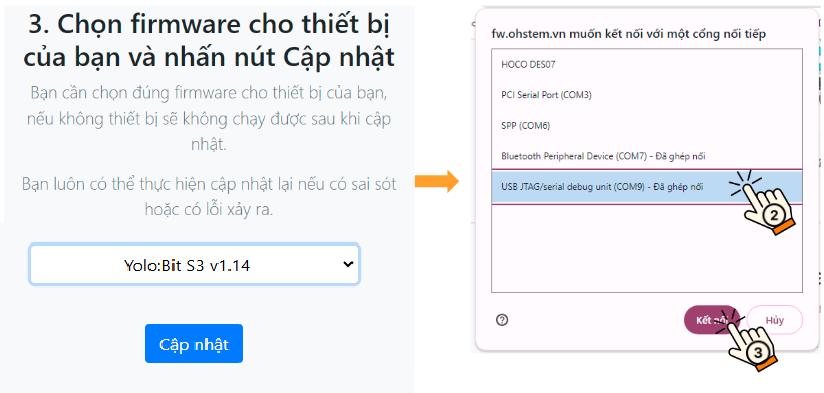 3. Chọn firmware cho thiết bị
của bạn và nhấn nút Cập nhật
Bạn cần chọn đúng firmware cho thiết bị của bạn,
nếu không thiết bị sẽ không chạy được sau khi cập
nhật.
Bạn luôn có thể thực hiện cập nhật lại nếu có sai sót
hoặc có lỗi xảy ra.
Yolo:Bit S3 v1.14
Cập nhật
fw.ohstem.vn muốn kết nối với một cổng nối tiếp
HOCO DES07
PCI Serial Port (COM3)
SPP (COM6)
Bluetooth Peripheral Device (COM7) - Đã ghép nối
USB JTAG/serial debug unit (COM9) - Đã ghép nối
2
Kết nối
Hủy
3